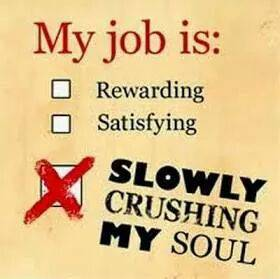 My job is:
Rewarding
Satisfying
SLOWLY
CRUSHING
MY SOUL